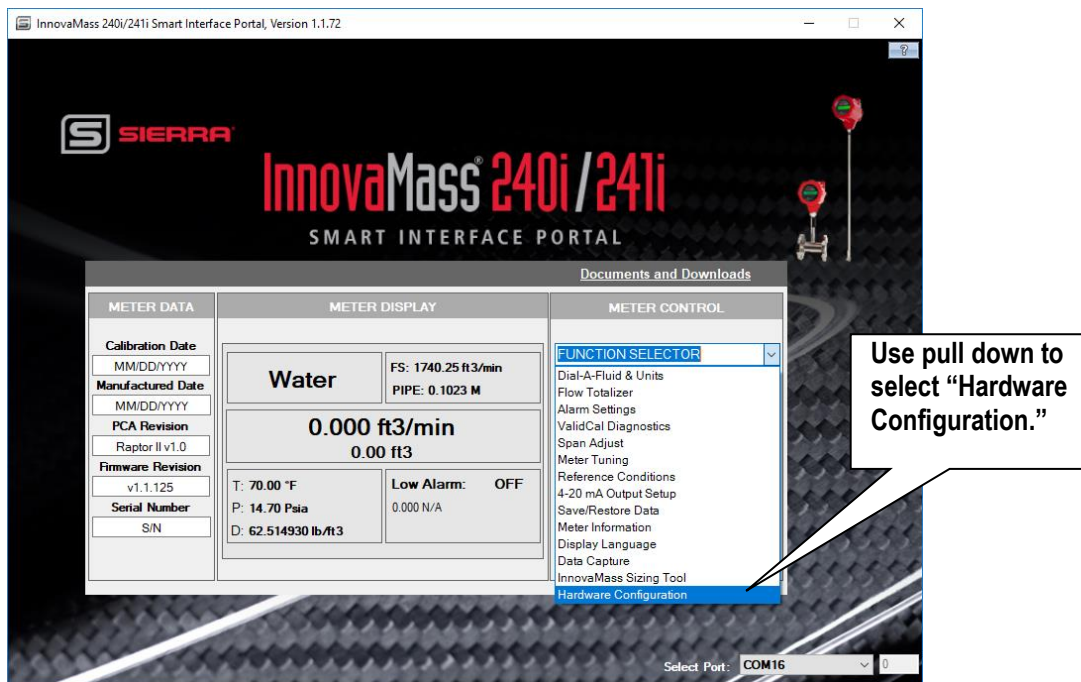 InnovaMass 240i/241i Smart Interface Portal, Version 1.1.72
?
S SIERRA
InnovaMass® 240i/241i
SMART INTERFACE PORTAL
Documents and Downloads
METER DATA
Calibration Date
MM/DD/YYYY
Manufactured Date
MM/DD/YYYY
PCA Revision
Raptor II v1.0
Firmware Revision
v1.1.125
Serial Number
S/N
METER DISPLAY
Water
FS: 1740.25 ft3/min
PIPE: 0.1023 M
0.000 ft3/min
0.00 ft3
T: 70.00 °F
P: 14.70 Psia
D: 62.514930 lb/ft3
Low Alarm: OFF
0.000 N/A
METER CONTROL
FUNCTION SELECTOR
Dial-A-Fluid & Units
Flow Totalizer
Alarm Settings
ValidCal Diagnostics
Span Adjust
Meter Tuning
Reference Conditions
4-20 mA Output Setup
Save/Restore Data
Meter Information
Display Language
Data Capture
InnovaMass Sizing Tool
Hardware Configuration
Use pull down to
select “Hardware
Configuration.”
Select Port: COM16 0